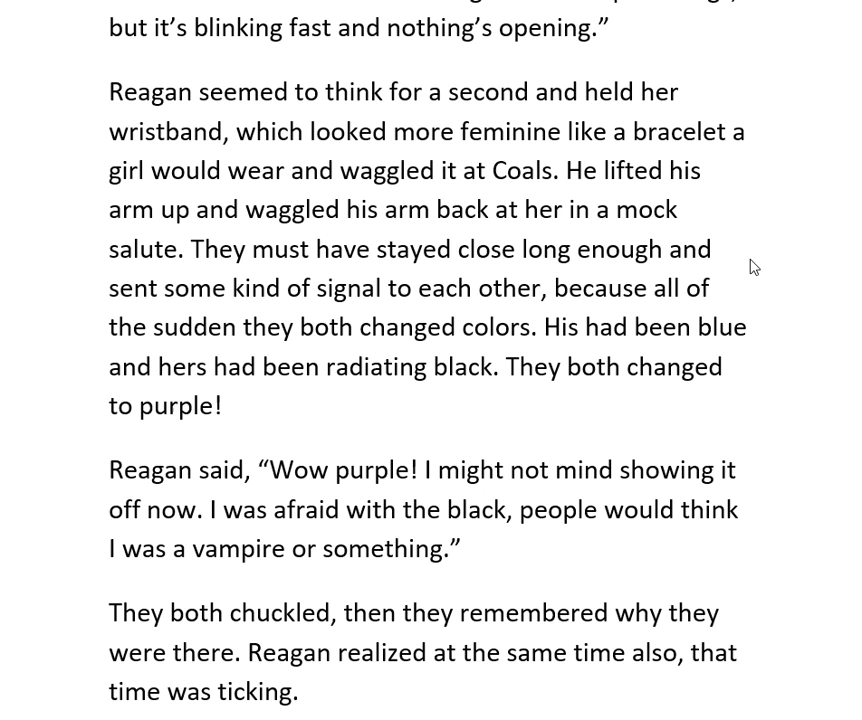 but it’s blinking fast and nothing’s opening.”
Reagan seemed to think for a second and held her
wristband, which looked more feminine like a bracelet a
girl would wear and waggled it at Coals. He lifted his
arm up and waggled his arm back at her in a mock
salute. They must have stayed close long enough and
sent some kind of signal to each other, because all of
the sudden they both changed colors. His had been blue
and hers had been radiating black. They both changed
to purple!
Reagan said, “Wow purple! I might not mind showing it
off now. I was afraid with the black, people would think
I was a vampire or something.”
They both chuckled, then they remembered why they
were there. Reagan realized at the same time also, that
time was ticking.